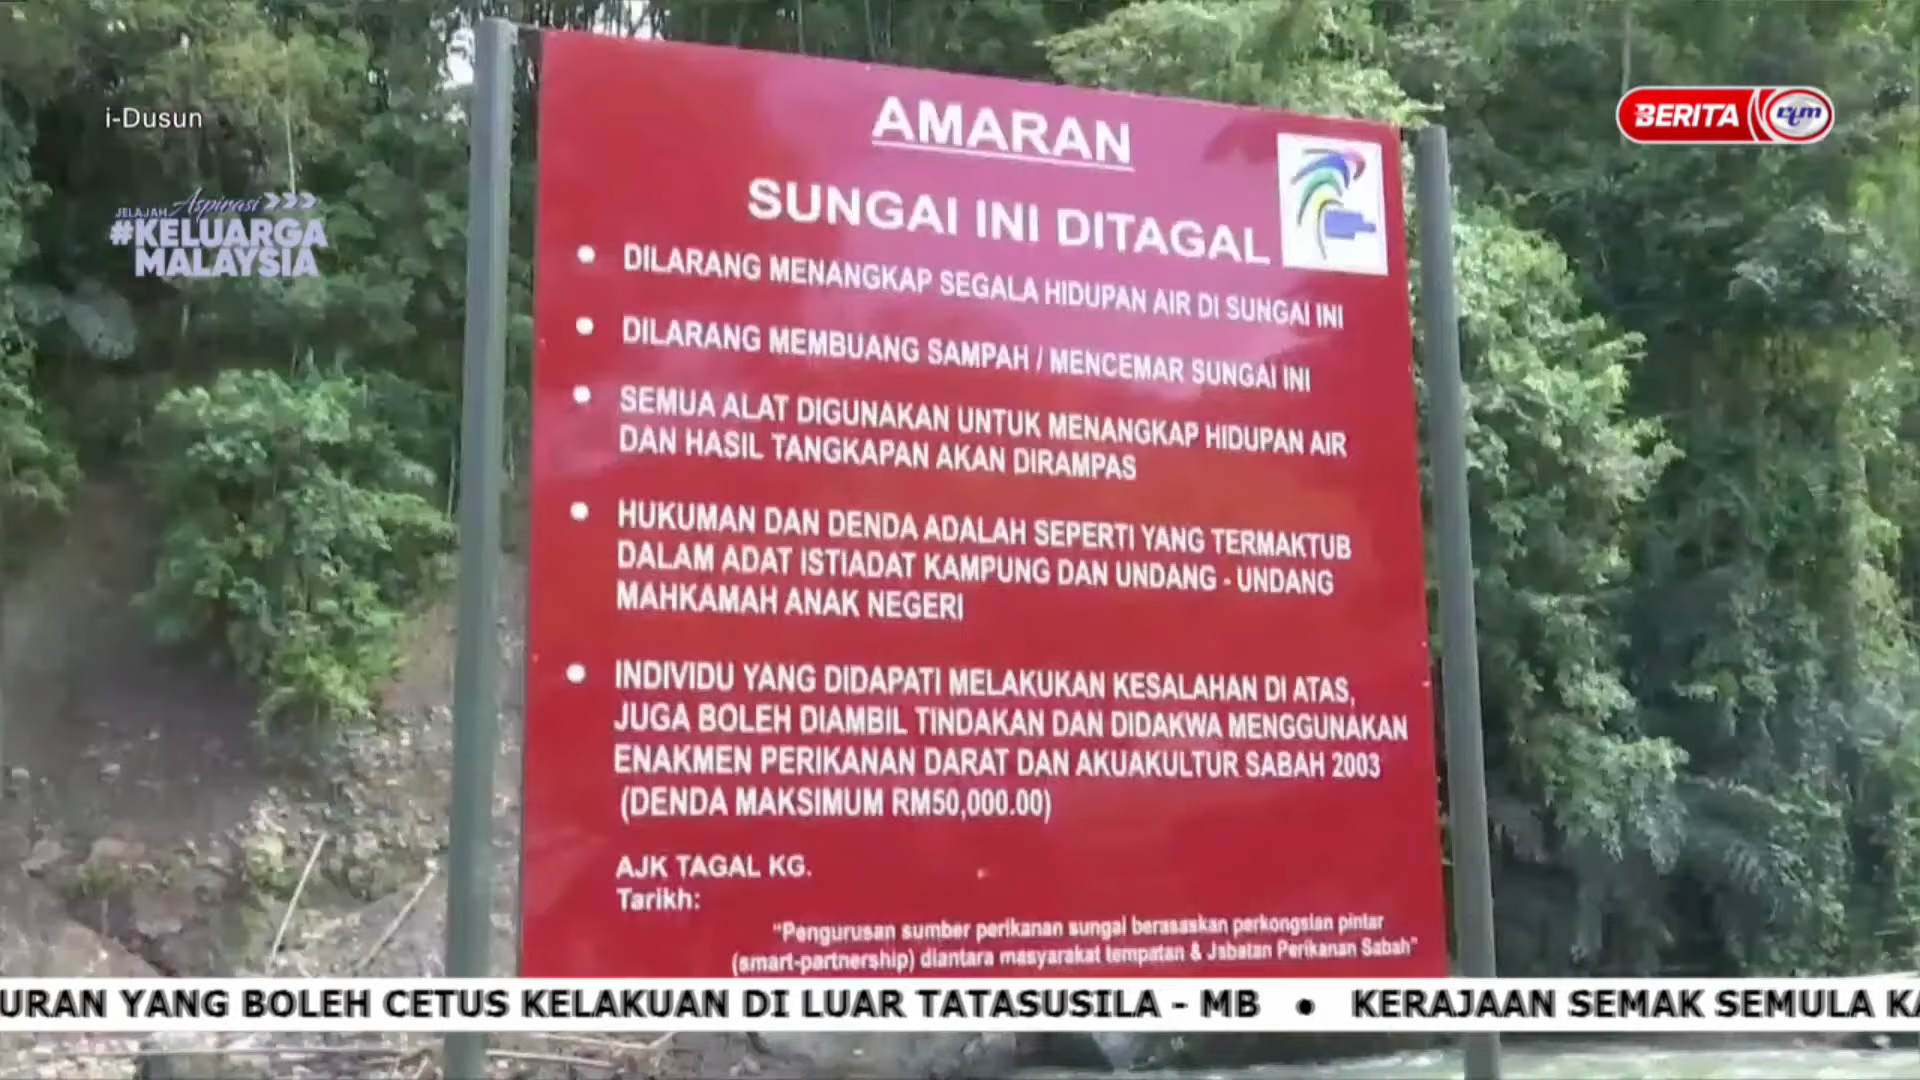 i-Dusun
BERITA rtm
JELAJAH Aspirasi
#KELUARGA
MALAYSIA
AMARAN
SUNGAI INI DITAGAL
• DILARANG MENANGKAP SEGALA HIDUPAN AIR DI SUNGAI INI
• DILARANG MEMBUANG SAMPAH / MENCEMAR SUNGAI INI
• SEMUA ALAT DIGUNAKAN UNTUK MENANGKAP HIDUPAN AIR
DAN HASIL TANGKAPAN AKAN DIRAMPAS
• HUKUMAN DAN DENDA ADALAH SEPERTI YANG TERMAKTUB
DALAM ADAT ISTIADAT KAMPUNG DAN UNDANG - UNDANG
MAHKAMAH ANAK NEGERI
• INDIVIDU YANG DIDAPATI MELAKUKAN KESALAHAN DI ATAS,
JUGA BOLEH DIAMBIL TINDAKAN DAN DIDAKWA MENGGUNAKAN
ENAKMEN PERIKANAN DARAT DAN AKUAKULTUR SABAH 2003
(DENDA MAKSIMUM RM50,000.00)
AJK TAGAL KG.
Tarikh:
"Pengurusan sumber perikanan sungai berasaskan perkongsian pintar
(smart-partnership) diantara masyarakat tempatan & Jabatan Perikanan Sabah"
URAN YANG BOLEH CETUS KELAKUAN DI LUAR TATASUSILA - MB • KERAJAAN SEMAK SEMULA KA